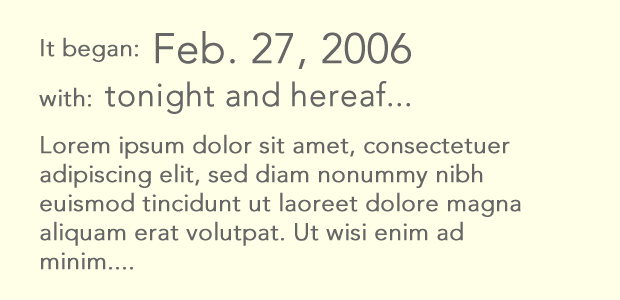 It began: Feb. 27, 2006
with: tonight and hereaf...
Lorem ipsum dolor sit amet, consectetuer
adipiscing elit, sed diam nonummy nibh
euismod tincidunt ut laoreet dolore magna
aliquam erat volutpat. Ut wisi enim ad
minim....